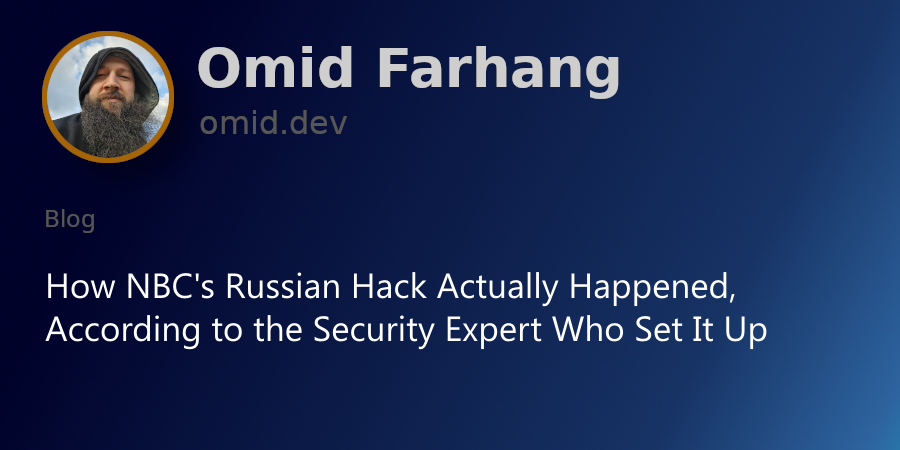 Omid Farhang
omid.dev
Blog
How NBC's Russian Hack Actually Happened,
According to the Security Expert Who Set It Up